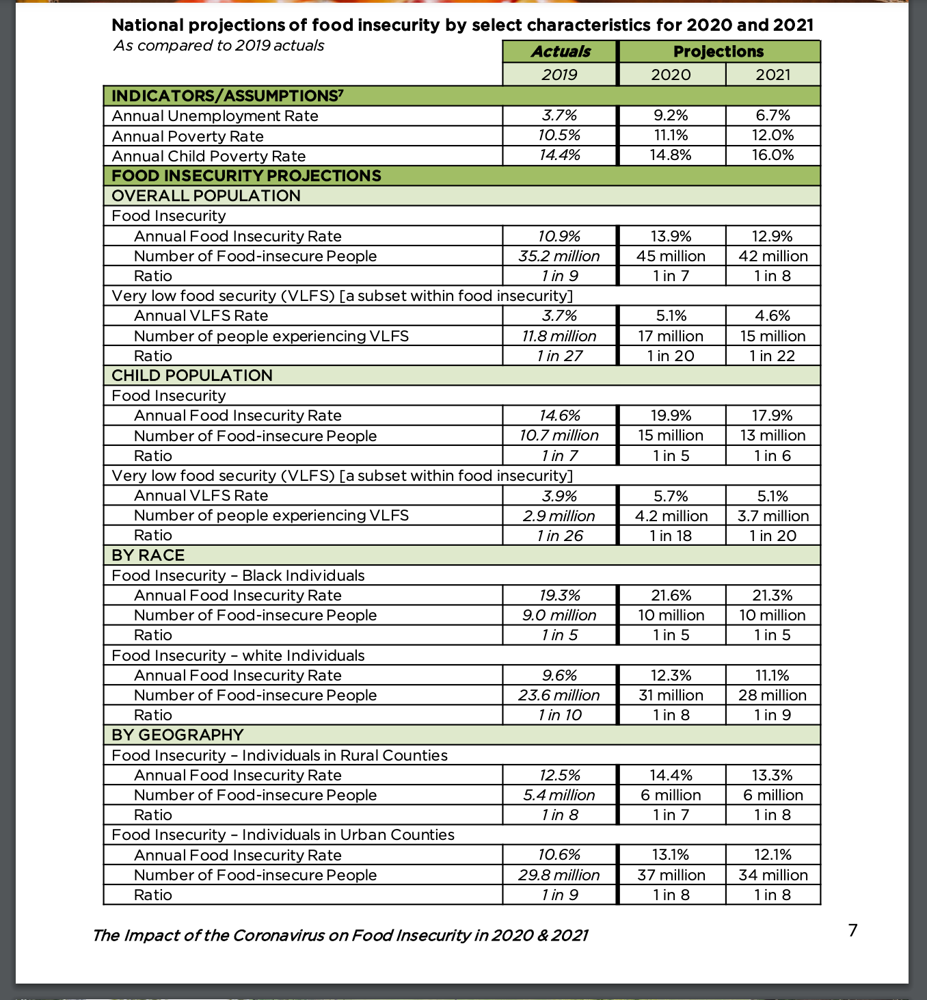 National projections of food insecurity by select characteristics for 2020 and 2021
As compared to 2019 actuals
Actuals Projections
2019 2020 2021
INDICATORS/ASSUMPTIONS⁷
Annual Unemployment Rate 3.7% 9.2% 6.7%
Annual Poverty Rate 10.5% 11.1% 12.0%
Annual Child Poverty Rate 14.4% 14.8% 16.0%
FOOD INSECURITY PROJECTIONS
OVERALL POPULATION
Food Insecurity
Annual Food Insecurity Rate 10.9% 13.9% 12.9%
Number of Food-insecure People 35.2 million 45 million 42 million
Ratio 1 in 9 1 in 7 1 in 8
Very low food security (VLFS) [a subset within food insecurity]
Annual VLFS Rate 3.7% 5.1% 4.6%
Number of people experiencing VLFS 11.8 million 17 million 15 million
Ratio 1 in 27 1 in 20 1 in 22
CHILD POPULATION
Food Insecurity
Annual Food Insecurity Rate 14.6% 19.9% 17.9%
Number of Food-insecure People 10.7 million 15 million 13 million
Ratio 1 in 7 1 in 5 1 in 6
Very low food security (VLFS) [a subset within food insecurity]
Annual VLFS Rate 3.9% 5.7% 5.1%
Number of people experiencing VLFS 2.9 million 4.2 million 3.7 million
Ratio 1 in 26 1 in 18 1 in 20
BY RACE
Food Insecurity – Black Individuals
Annual Food Insecurity Rate 19.3% 21.6% 21.3%
Number of Food-insecure People 9.0 million 10 million 10 million
Ratio 1 in 5 1 in 5 1 in 5
Food Insecurity – white Individuals
Annual Food Insecurity Rate 9.6% 12.3% 11.1%
Number of Food-insecure People 23.6 million 31 million 28 million
Ratio 1 in 10 1 in 8 1 in 9
BY GEOGRAPHY
Food Insecurity – Individuals in Rural Counties
Annual Food Insecurity Rate 12.5% 14.4% 13.3%
Number of Food-insecure People 5.4 million 6 million 6 million
Ratio 1 in 8 1 in 7 1 in 8
Food Insecurity – Individuals in Urban Counties
Annual Food Insecurity Rate 10.6% 13.1% 12.1%
Number of Food-insecure People 29.8 million 37 million 34 million
Ratio 1 in 9 1 in 8 1 in 8
The Impact of the Coronavirus on Food Insecurity in 2020 & 2021
7